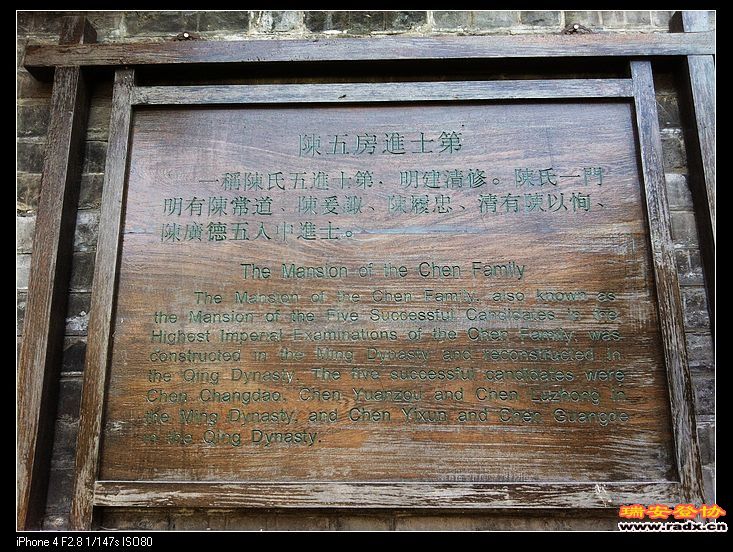 陳五房進士第
一稱陳氏五進士第，明建清修。陳氏一門
明有陳常道、陳爰諏、陳履忠、清有陳以恂、
陳廣德五人中進士。
The Mansion of the Chen Family
The Mansion of the Chen Family, also known as
the Mansion of the Five Successful Candidates in the
Highest Imperial Examinations of the Chen Family, was
constructed in the Ming Dynasty and reconstructed in
the Qing Dynasty. The five successful candidates were
Chen Changdao, Chen Yuanzou and Chen Luzhong in
the Ming Dynasty, and Chen Yixun and Chen Guangde
in the Qing Dynasty.
瑞安登协
www.radx.cn
iPhone 4 F2.8 1/147s ISO80